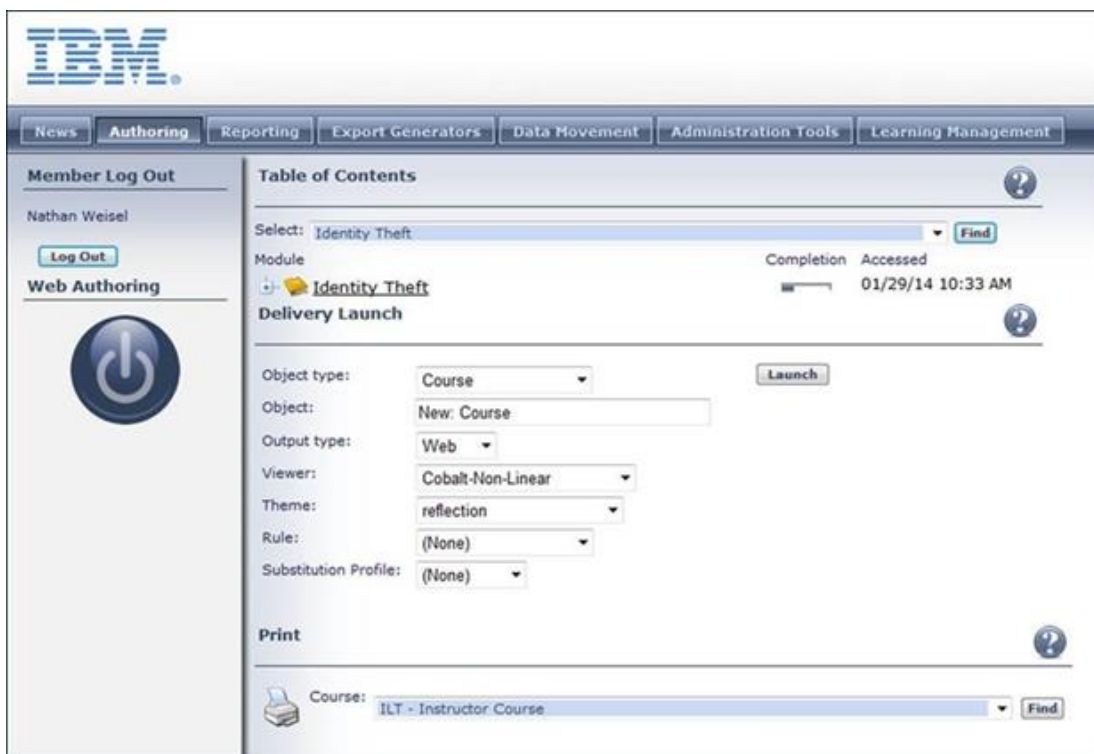 IBM®
News Authoring Reporting Export Generators Data Movement Administration Tools Learning Management
Member Log Out
Nathan Weisel
Log Out
Web Authoring
Table of Contents
?
Select: Identity Theft Find
Module Completion Accessed
Identity Theft 01/29/14 10:33 AM
Delivery Launch
?
Object type: Course Launch
Object: New: Course
Output type: Web
Viewer: Cobalt-Non-Linear
Theme: reflection
Rule: (None)
Substitution Profile: (None)
Print
?
Course: ILT - Instructor Course Find